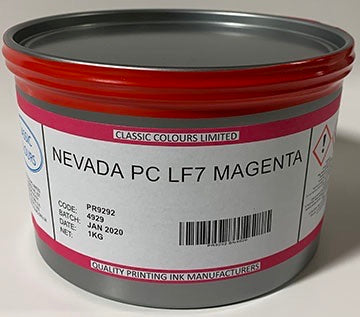 CLASSIC COLOURS LIMITED
NEVADA PC LF7 MAGENTA
CODE: PR9292
BATCH: 4929
DATE: JAN 2020
NET: 1KG
QUALITY PRINTING INK MANUFACTURERS